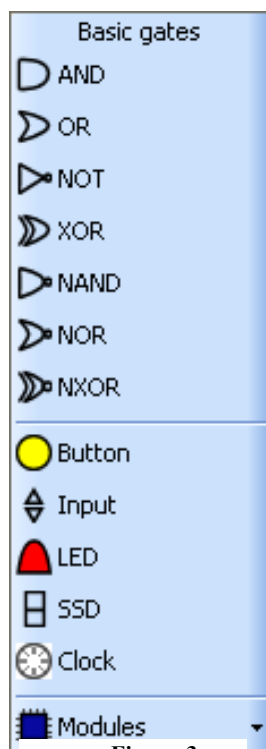 Basic gates
AND
OR
NOT
XOR
NAND
NOR
NXOR
Button
Input
LED
SSD
Clock
Modules